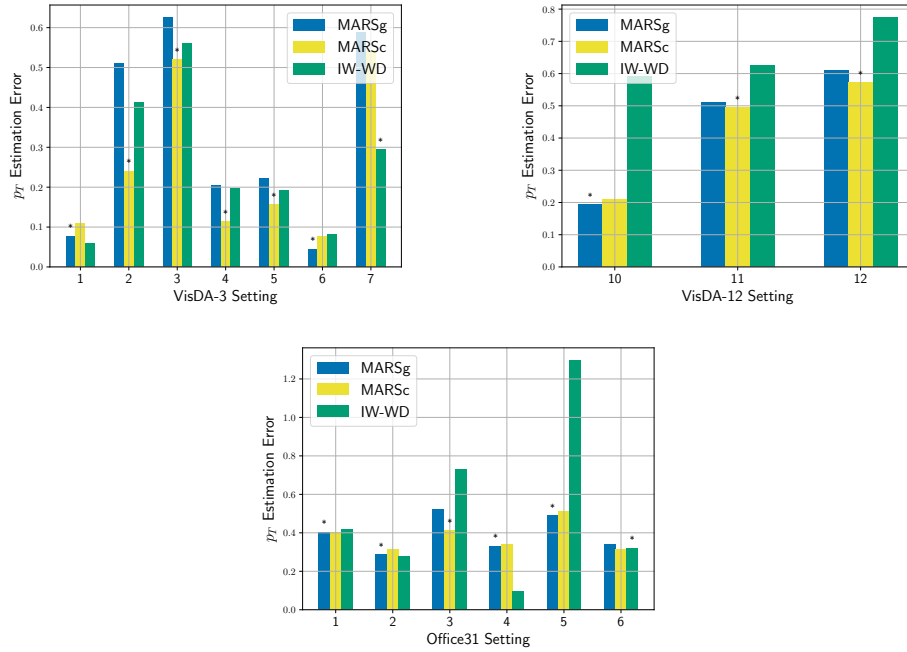 0.6
0.5
0.4
0.3
0.2
0.1
0.0
p_T Estimation Error
MARSg
MARSc
IW-WD
* * * * * * *
1 2 3 4 5 6 7
VisDA-3 Setting
0.8
0.7
0.6
0.5
0.4
0.3
0.2
0.1
0.0
p_T Estimation Error
MARSg
MARSc
IW-WD
* * *
10 11 12
VisDA-12 Setting
1.2
1.0
0.8
0.6
0.4
0.2
0.0
p_T Estimation Error
MARSg
MARSc
IW-WD
* * * * * *
1 2 3 4 5 6
Office31 Setting